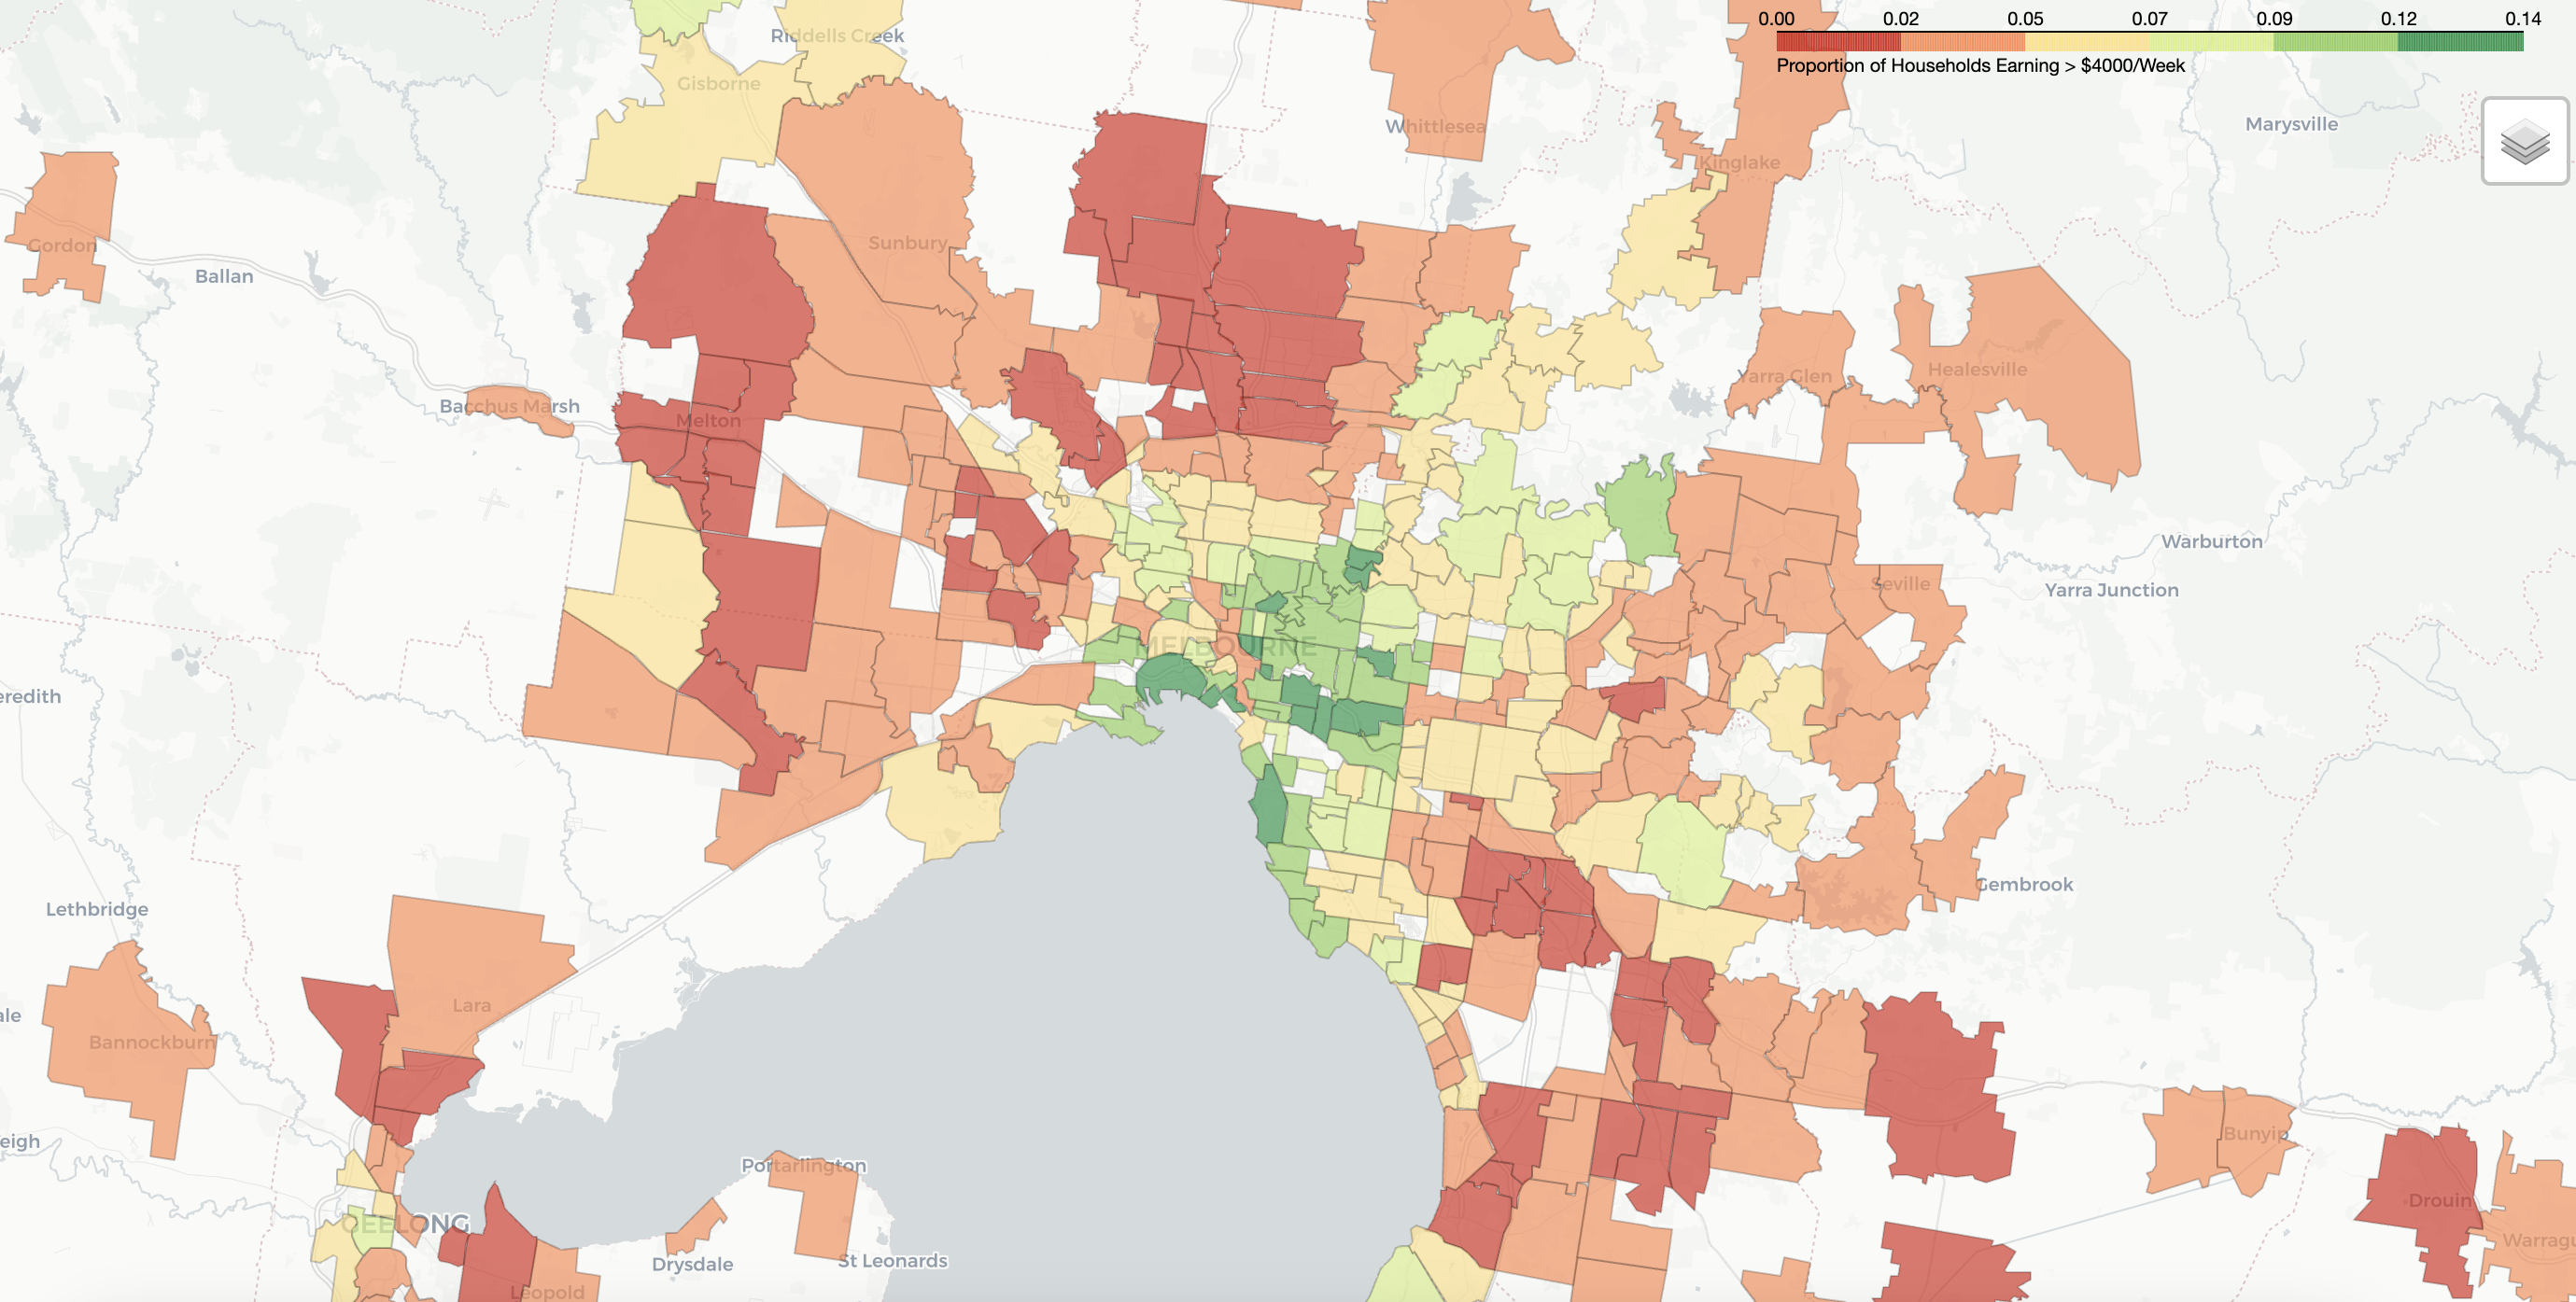 0.00 0.02 0.05 0.07 0.09 0.12 0.14
Proportion of Households Earning > $4000/Week
Riddells Creek
Gisborne
Whittlesea
Marysville
Kinglake
Gordon
Sunbury
Ballan
Healesville
Yarra Glen
Bacchus Marsh
Melton
Warburton
Seville
Yarra Junction
MELBOURNE
eredith
Gembrook
Lethbridge
Lara
ale
Bannockburn
Bunyip
eigh
Portarlington
Drouin
GEELONG
Warragu
St Leonards
Drysdale
Leopold